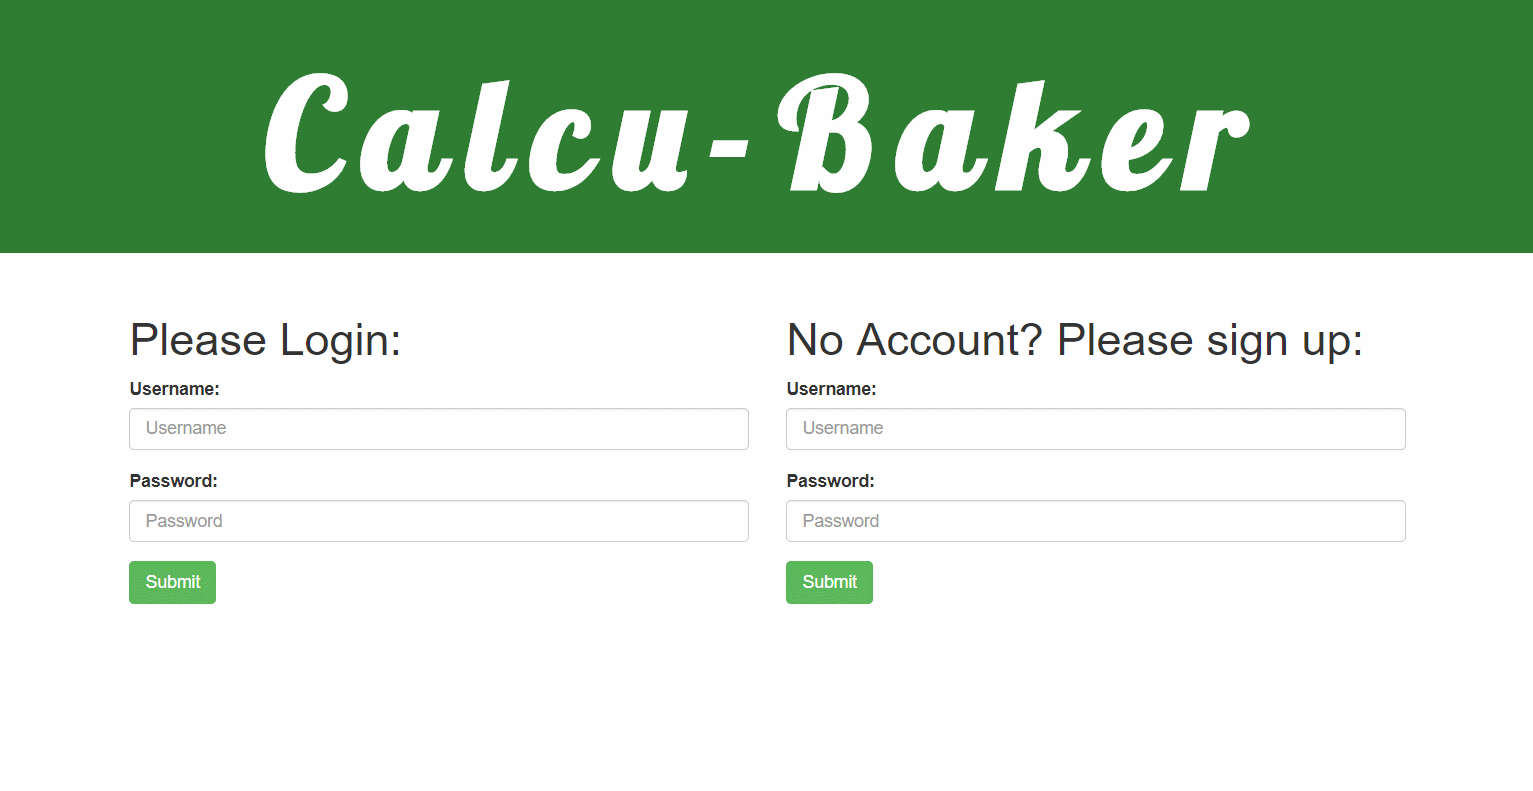 Calcu-Baker
Please Login:
Username:
Username
Password:
Password
Submit
No Account? Please sign up:
Username:
Username
Password:
Password
Submit